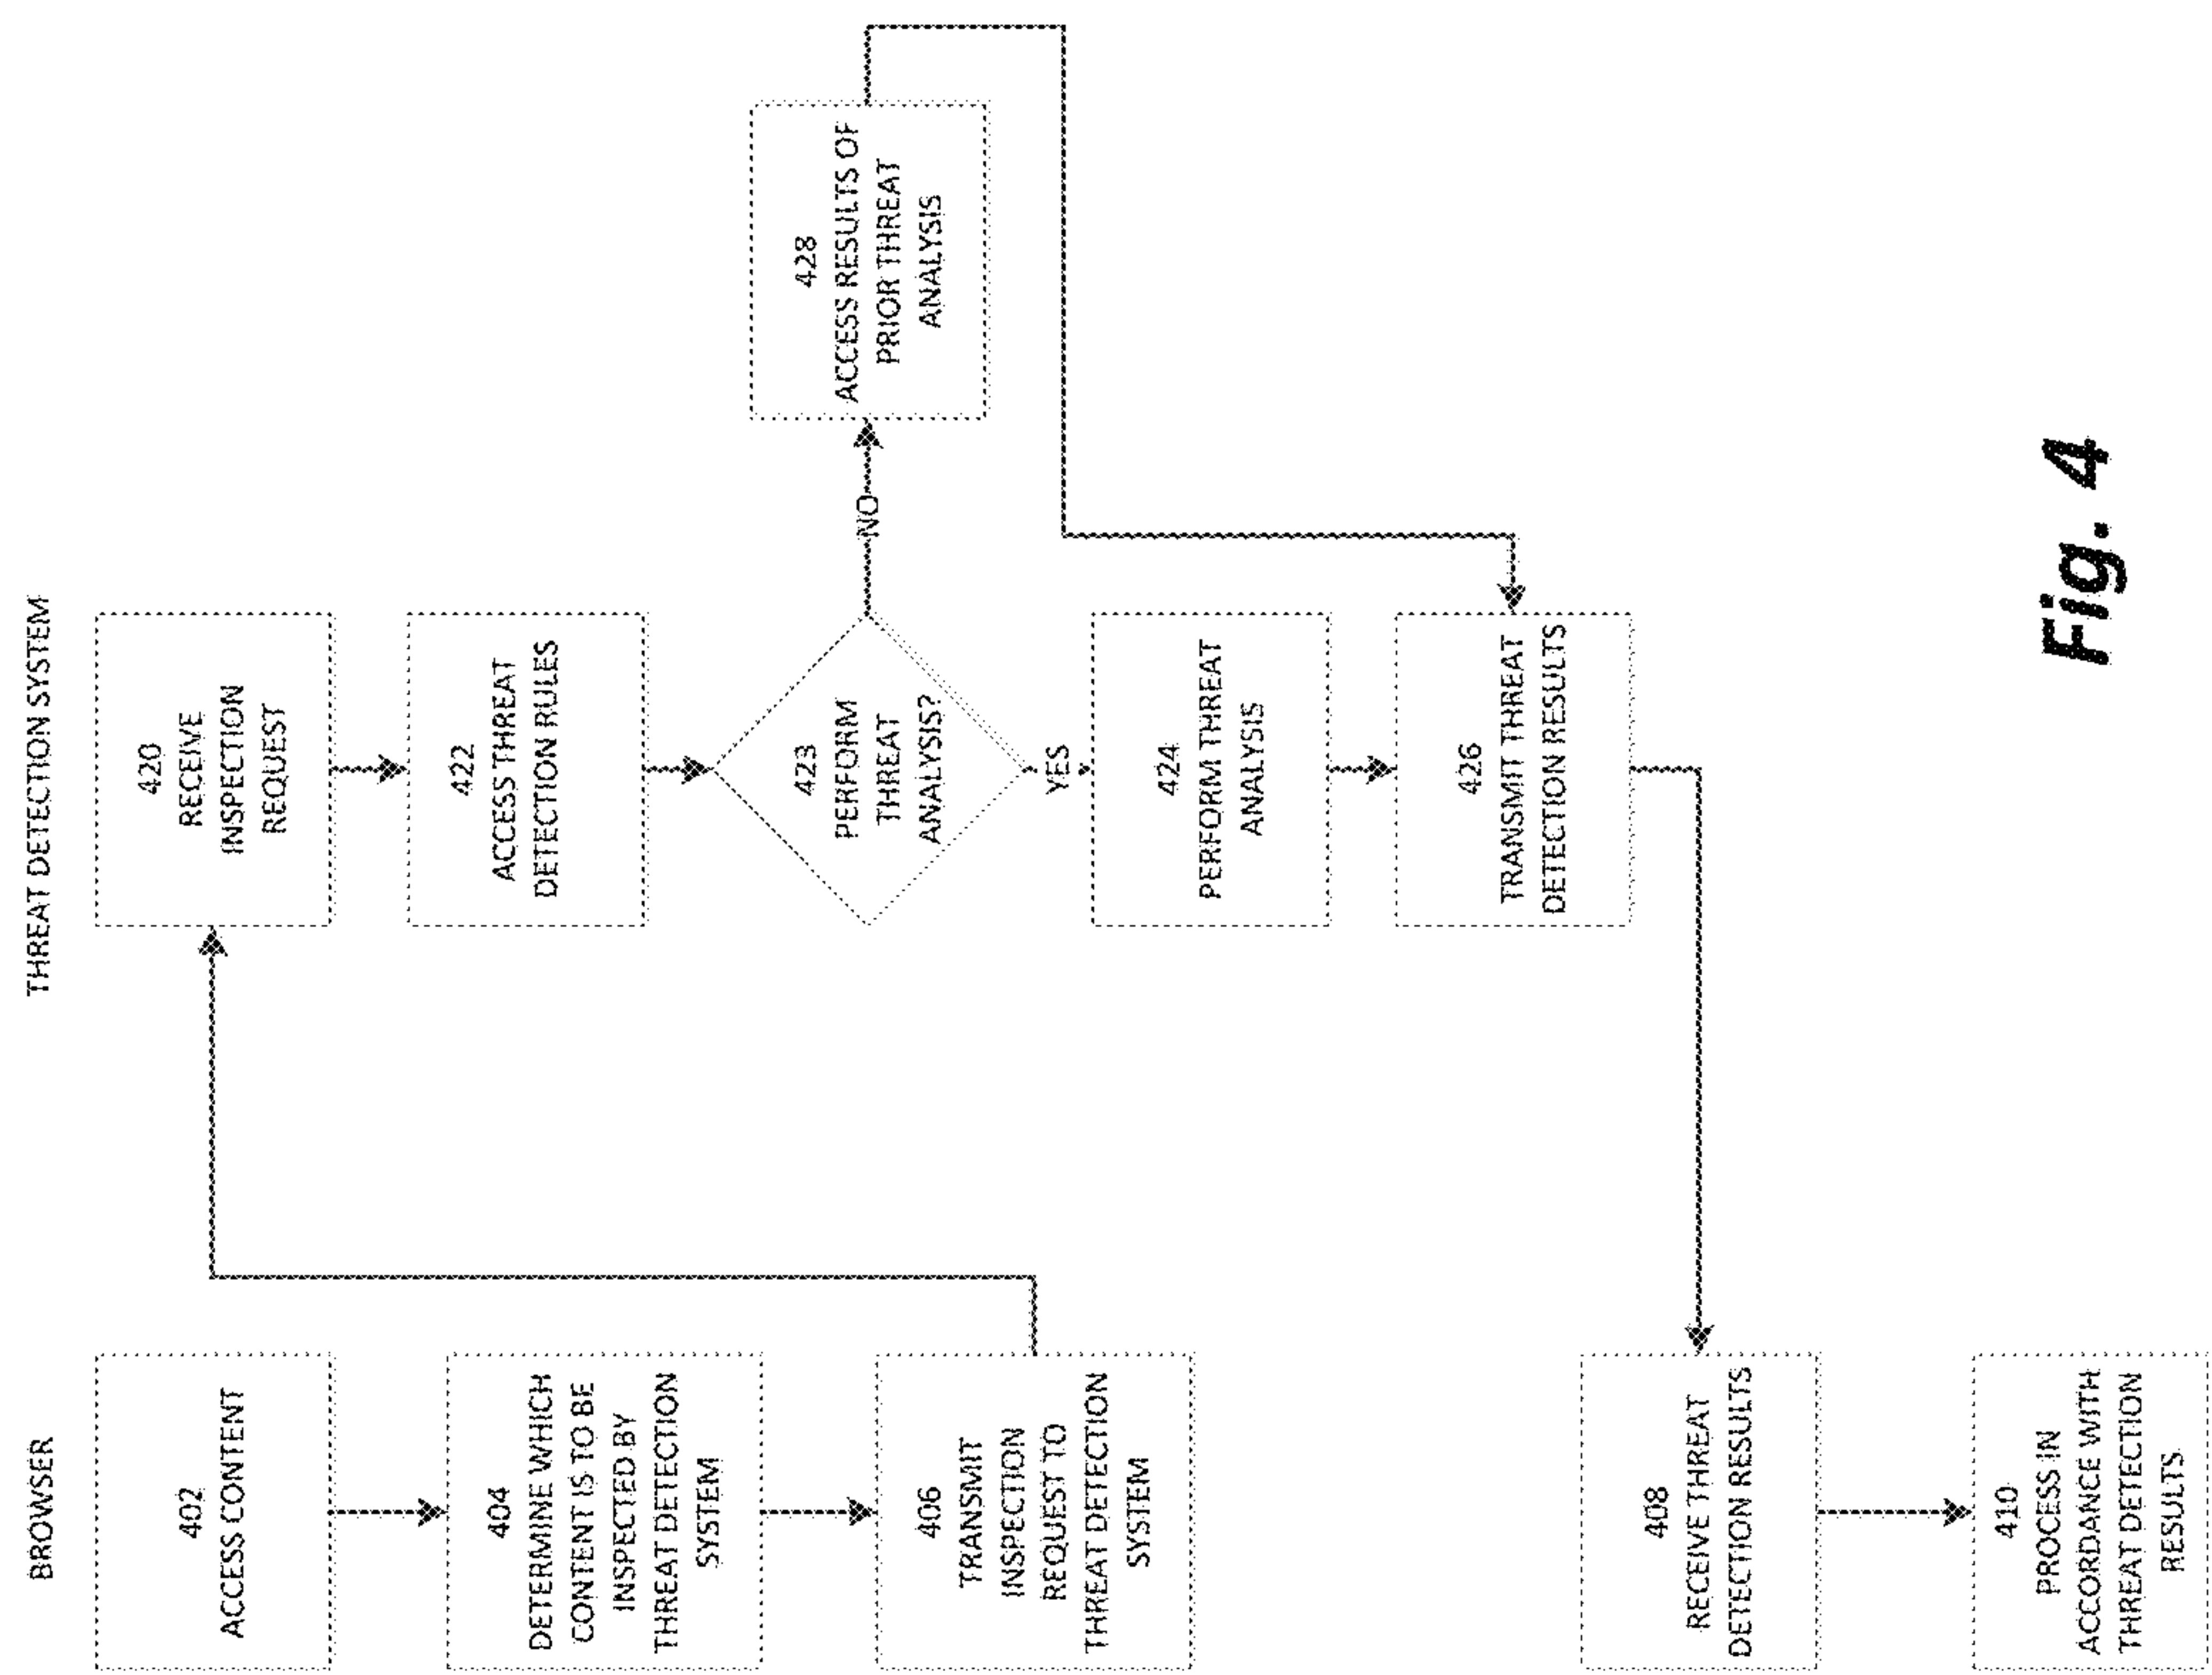 BROWSER
402
ACCESS CONTENT
404
DETERMINE WHICH
CONTENT IS TO BE
INSPECTED BY
THREAT DETECTION
SYSTEM
406
TRANSMIT
INSPECTION
REQUEST TO
THREAT DETECTION
SYSTEM
408
RECEIVE THREAT
DETECTION RESULTS
410
PROCESS IN
ACCORDANCE WITH
THREAT DETECTION
RESULTS
THREAT DETECTION SYSTEM
420
RECEIVE
INSPECTION
REQUEST
422
ACCESS THREAT
DETECTION RULES
423
PERFORM
THREAT
ANALYSIS?
NO
YES
424
PERFORM THREAT
ANALYSIS
426
TRANSMIT THREAT
DETECTION RESULTS
428
ACCESS RESULTS OF
PRIOR THREAT
ANALYSIS
Fig. 4